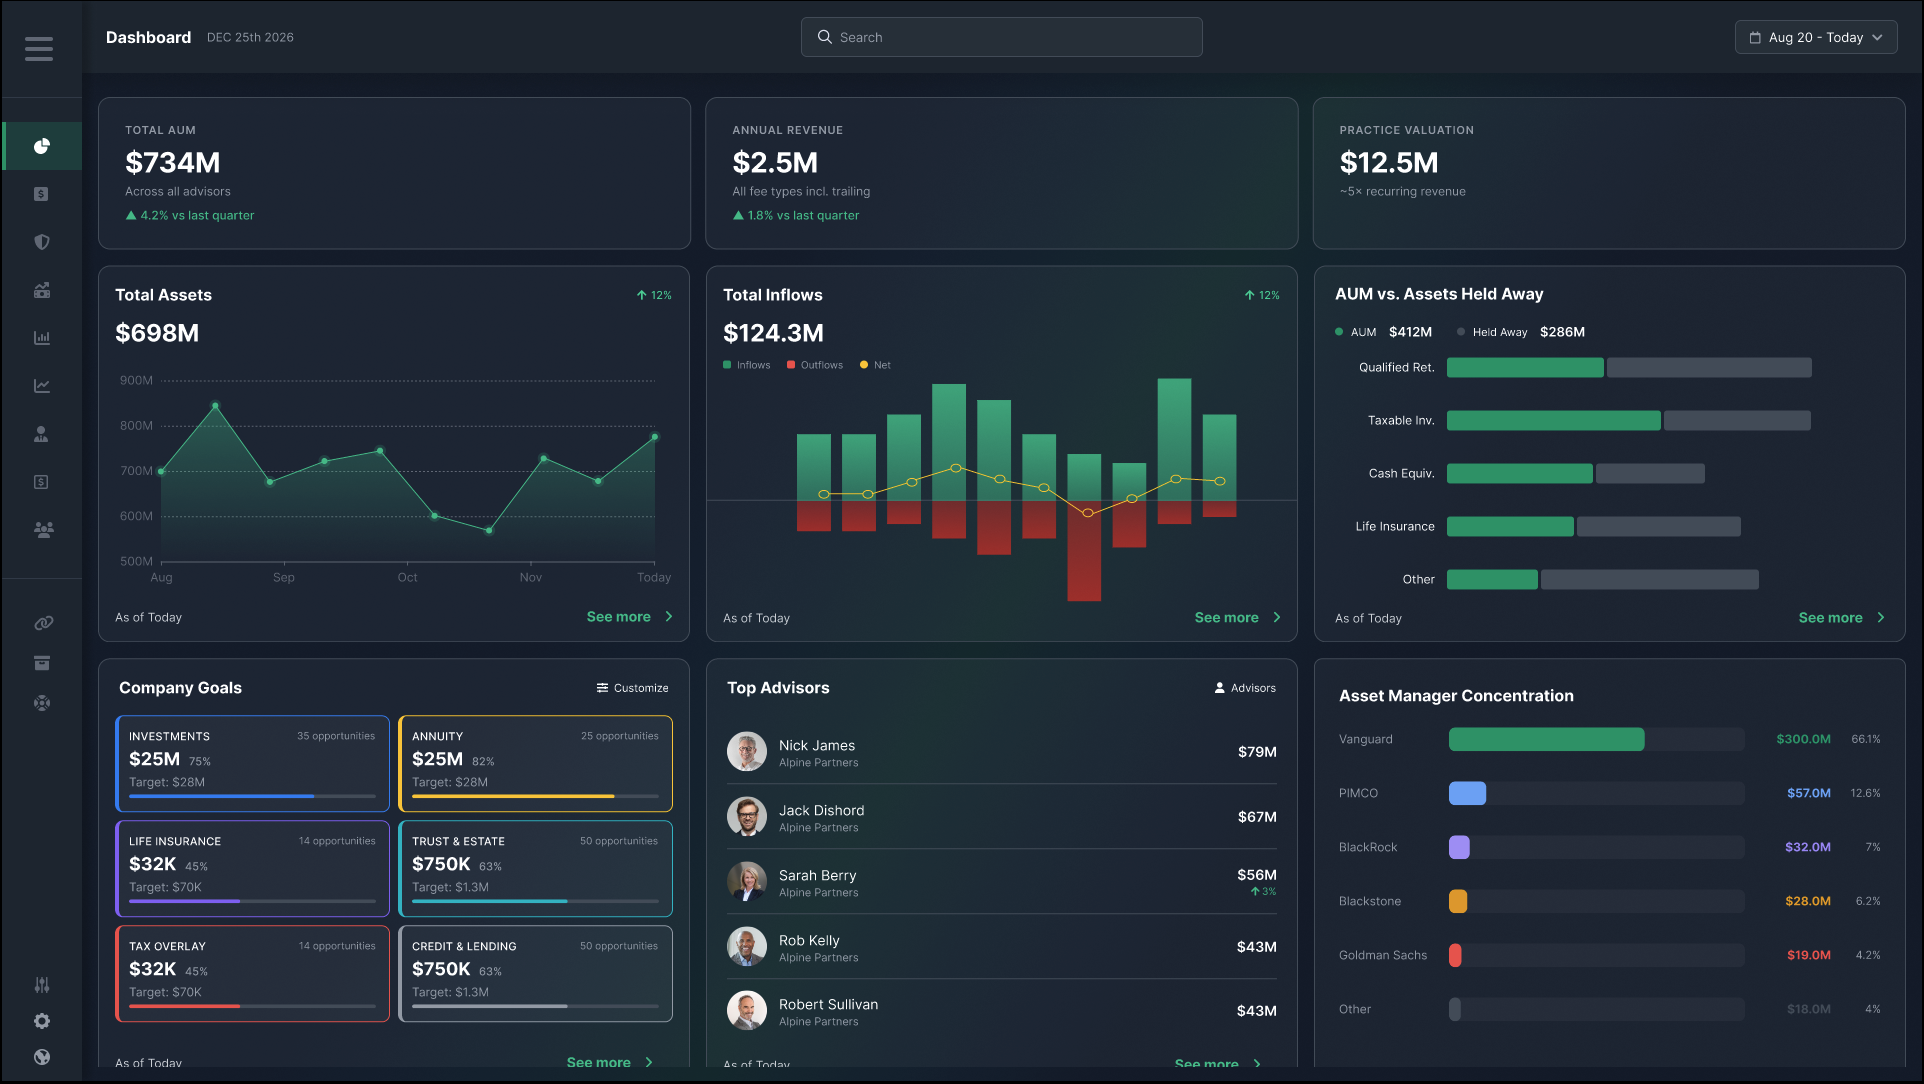 Dashboard DEC 25th 2026
Search
Aug 20 - Today
TOTAL AUM
$734M
Across all advisors
▲ 4.2% vs last quarter
ANNUAL REVENUE
$2.5M
All fee types incl. trailing
▲ 1.8% vs last quarter
PRACTICE VALUATION
$12.5M
~5× recurring revenue
Total Assets
↑ 12%
$698M
900M
800M
700M
600M
500M
Aug Sep Oct Nov Today
As of Today
See more
Total Inflows
↑ 12%
$124.3M
Inflows Outflows Net
As of Today
See more
AUM vs. Assets Held Away
AUM $412M Held Away $286M
Qualified Ret.
Taxable Inv.
Cash Equiv.
Life Insurance
Other
As of Today
See more
Company Goals
Customize
INVESTMENTS 35 opportunities
$25M 75%
Target: $28M
ANNUITY 25 opportunities
$25M 82%
Target: $28M
LIFE INSURANCE 14 opportunities
$32K 45%
Target: $70K
TRUST & ESTATE 50 opportunities
$750K 63%
Target: $1.3M
TAX OVERLAY 14 opportunities
$32K 45%
Target: $70K
CREDIT & LENDING 50 opportunities
$750K 63%
Target: $1.3M
As of Today
See more
Top Advisors
Advisors
Nick James
Alpine Partners
$79M
Jack Dishord
Alpine Partners
$67M
Sarah Berry
Alpine Partners
$56M
↑ 3%
Rob Kelly
Alpine Partners
$43M
Robert Sullivan
Alpine Partners
$43M
As of Today
See more
Asset Manager Concentration
Vanguard $300.0M 66.1%
PIMCO $57.0M 12.6%
BlackRock $32.0M 7%
Blackstone $28.0M 6.2%
Goldman Sachs $19.0M 4.2%
Other $18.0M 4%